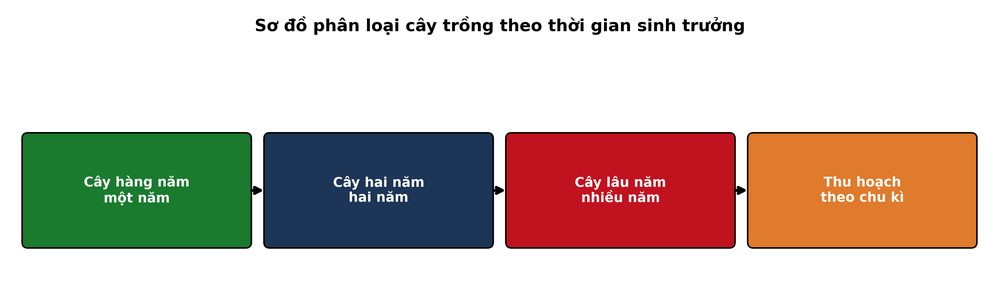 Sơ đồ phân loại cây trồng theo thời gian sinh trưởng
Cây hàng năm
một năm
Cây hai năm
hai năm
Cây lâu năm
nhiều năm
Thu hoạch
theo chu kì